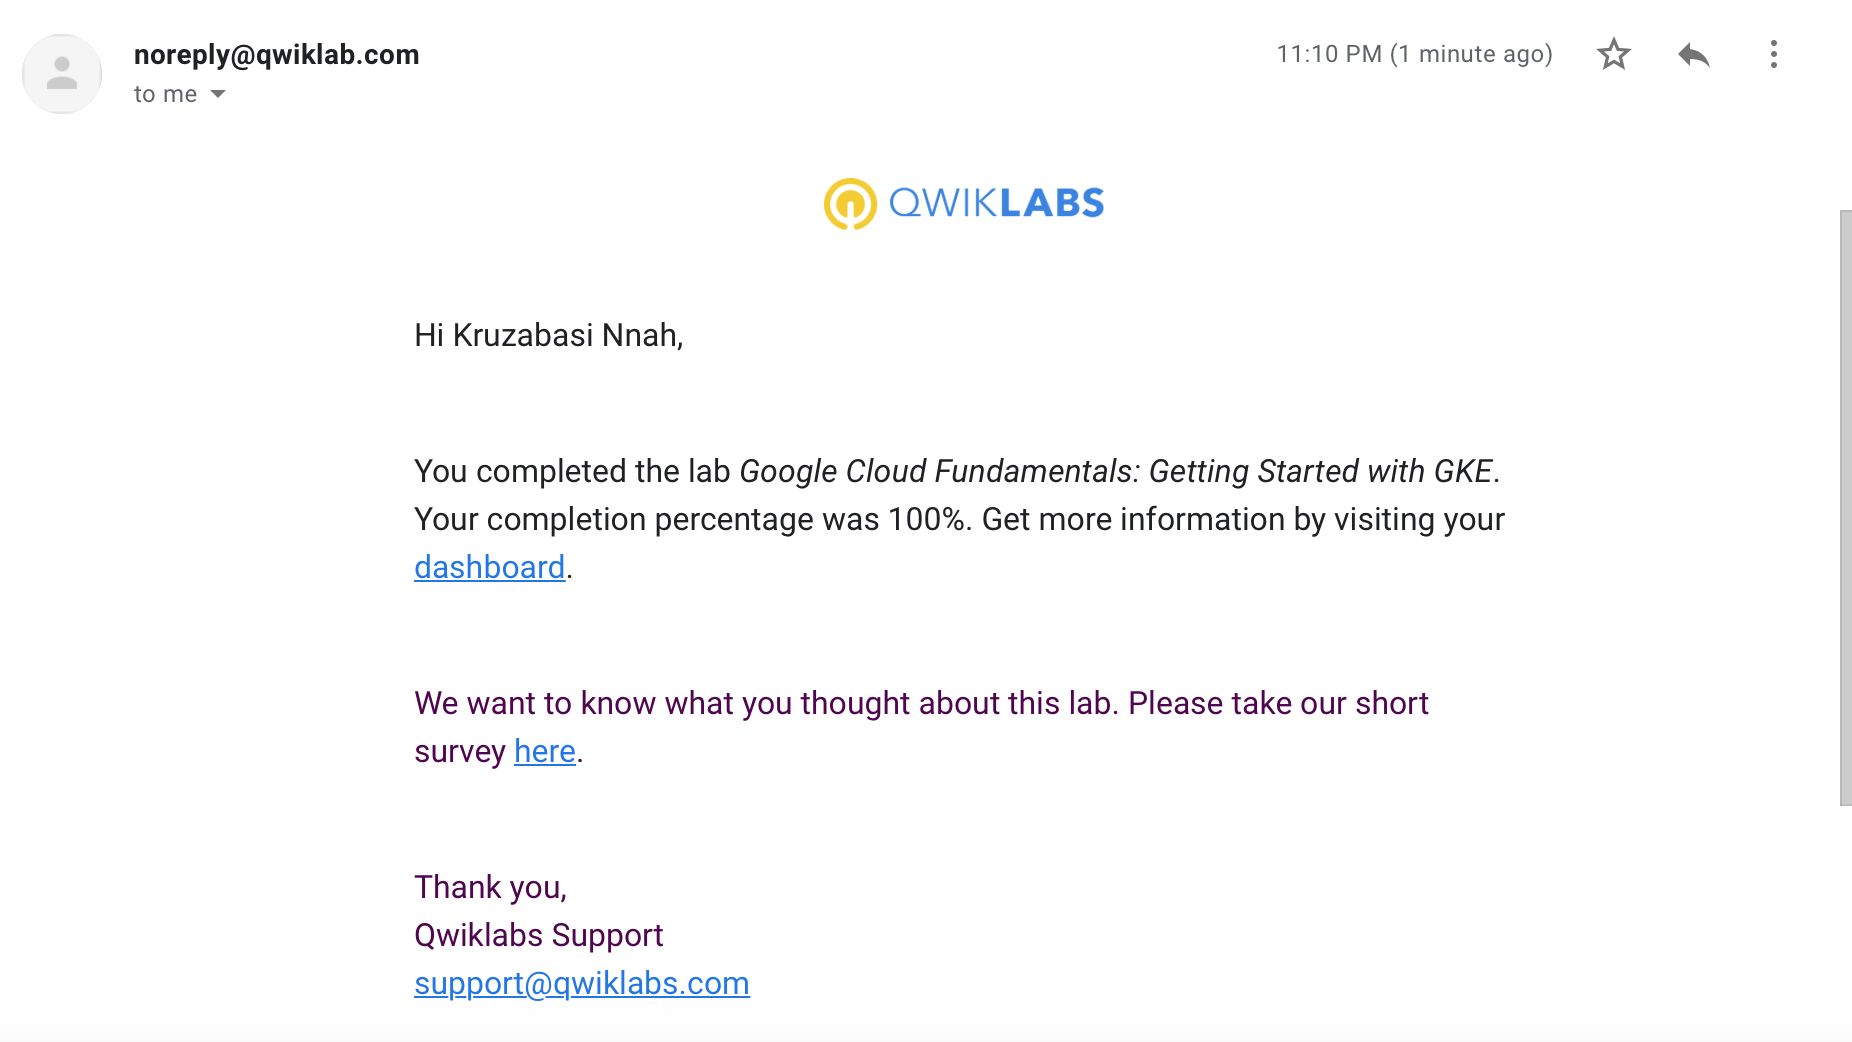 noreply@qwiklab.com
11:10 PM (1 minute ago)
to me
QWIKLABS
Hi Kruzabasi Nnah,
You completed the lab Google Cloud Fundamentals: Getting Started with GKE.
Your completion percentage was 100%. Get more information by visiting your
dashboard.
We want to know what you thought about this lab. Please take our short
survey here.
Thank you,
Qwiklabs Support
support@qwiklabs.com